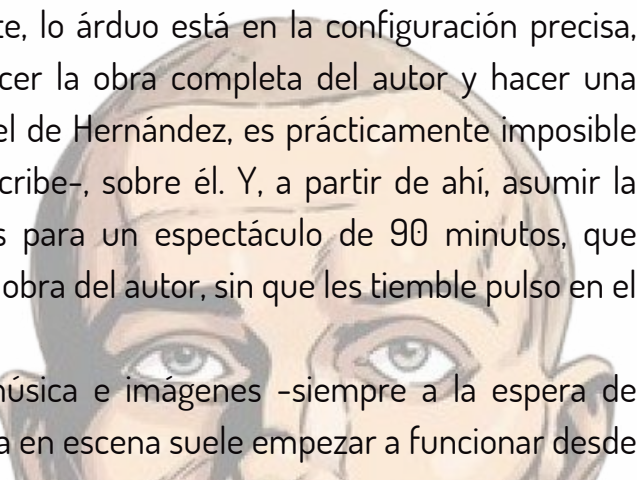 te, lo árduo está en la configuración precisa,
cer la obra completa del autor y hacer una
el de Hernández, es prácticamente imposible
cribe-, sobre él. Y, a partir de ahí, asumir la
s para un espectáculo de 90 minutos, que
obra del autor, sin que les tiemble pulso en el
núsica e imágenes -siempre a la espera de
a en escena suele empezar a funcionar desde